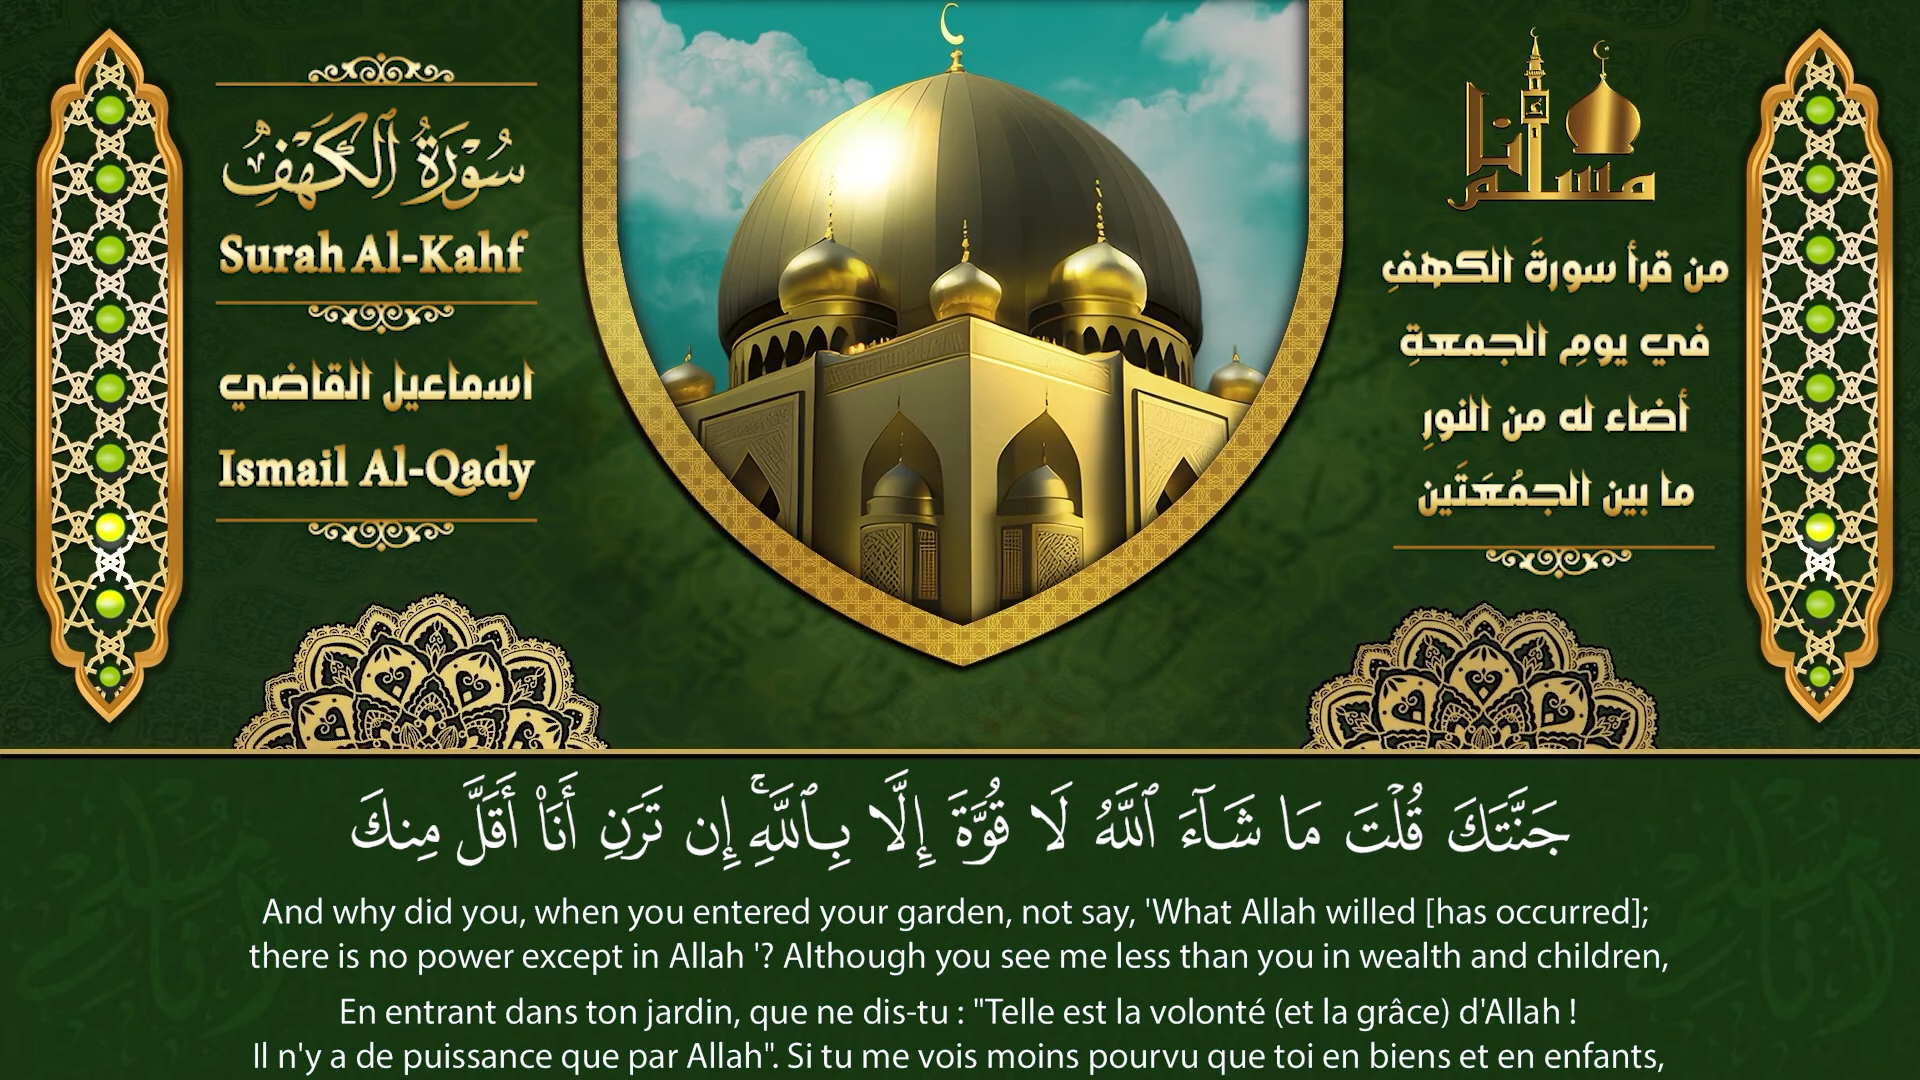 سُورَةُ ٱلْكَهْفِ
Surah Al-Kahf
اسماعيل القاضي
Ismail Al-Qady
أنا
مسلم
من قرأ سورةَ الكهفِ
في يومِ الجمعةِ
أضاء له من النورِ
ما بين الجمُعَتَين
جَنَّتَكَ قُلْتَ مَا شَآءَ ٱللَّهُ لَا قُوَّةَ إِلَّا بِٱللَّهِۚ إِن تَرَنِ أَنَا۠ أَقَلَّ مِنكَ
And why did you, when you entered your garden, not say, 'What Allah willed [has occurred];
there is no power except in Allah '? Although you see me less than you in wealth and children,
En entrant dans ton jardin, que ne dis-tu : "Telle est la volonté (et la grâce) d'Allah !
Il n'y a de puissance que par Allah". Si tu me vois moins pourvu que toi en biens et en enfants,